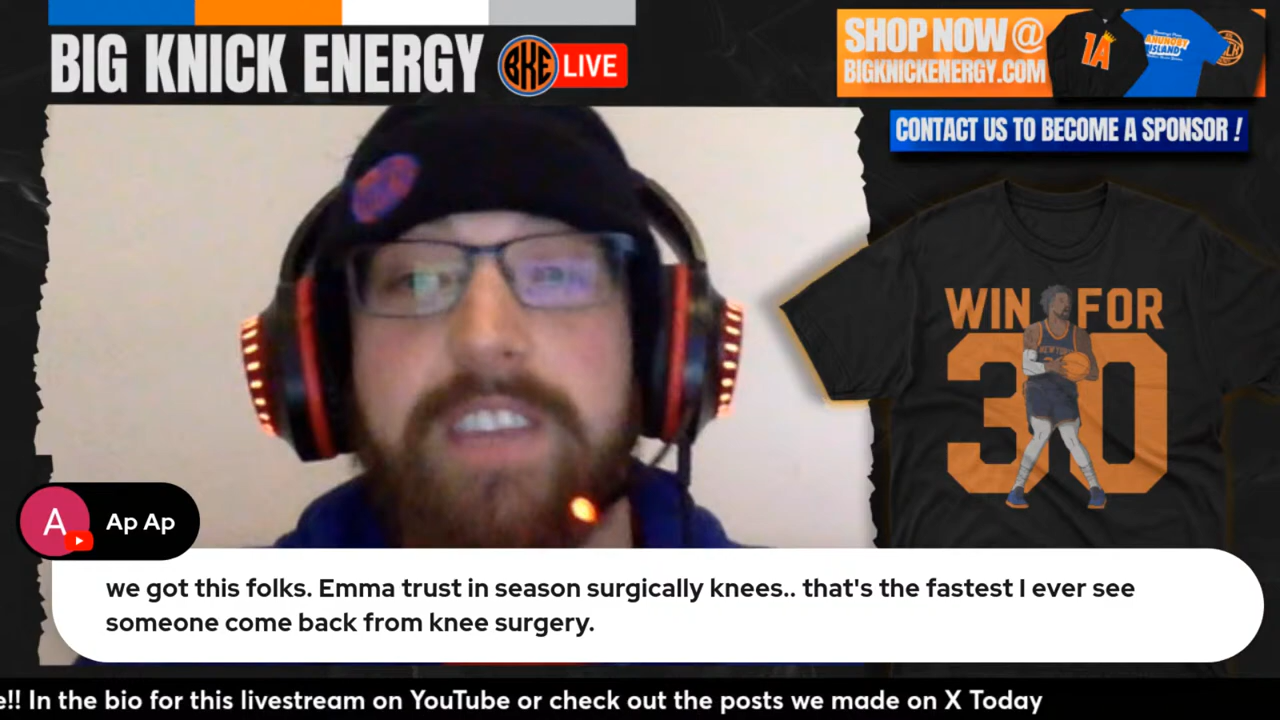 BIG KNICK ENERGY
BKE
LIVE
SHOP NOW @
BIGKNICKENERGY.COM
1A
ANUNOBY
ISLAND
CONTACT US TO BECOME A SPONSOR !
WIN FOR
30
NEW YORK
A
Ap Ap
we got this folks. Emma trust in season surgically knees.. that's the fastest I ever see
someone come back from knee surgery.
e!! In the bio for this livestream on YouTube or check out the posts we made on X Today